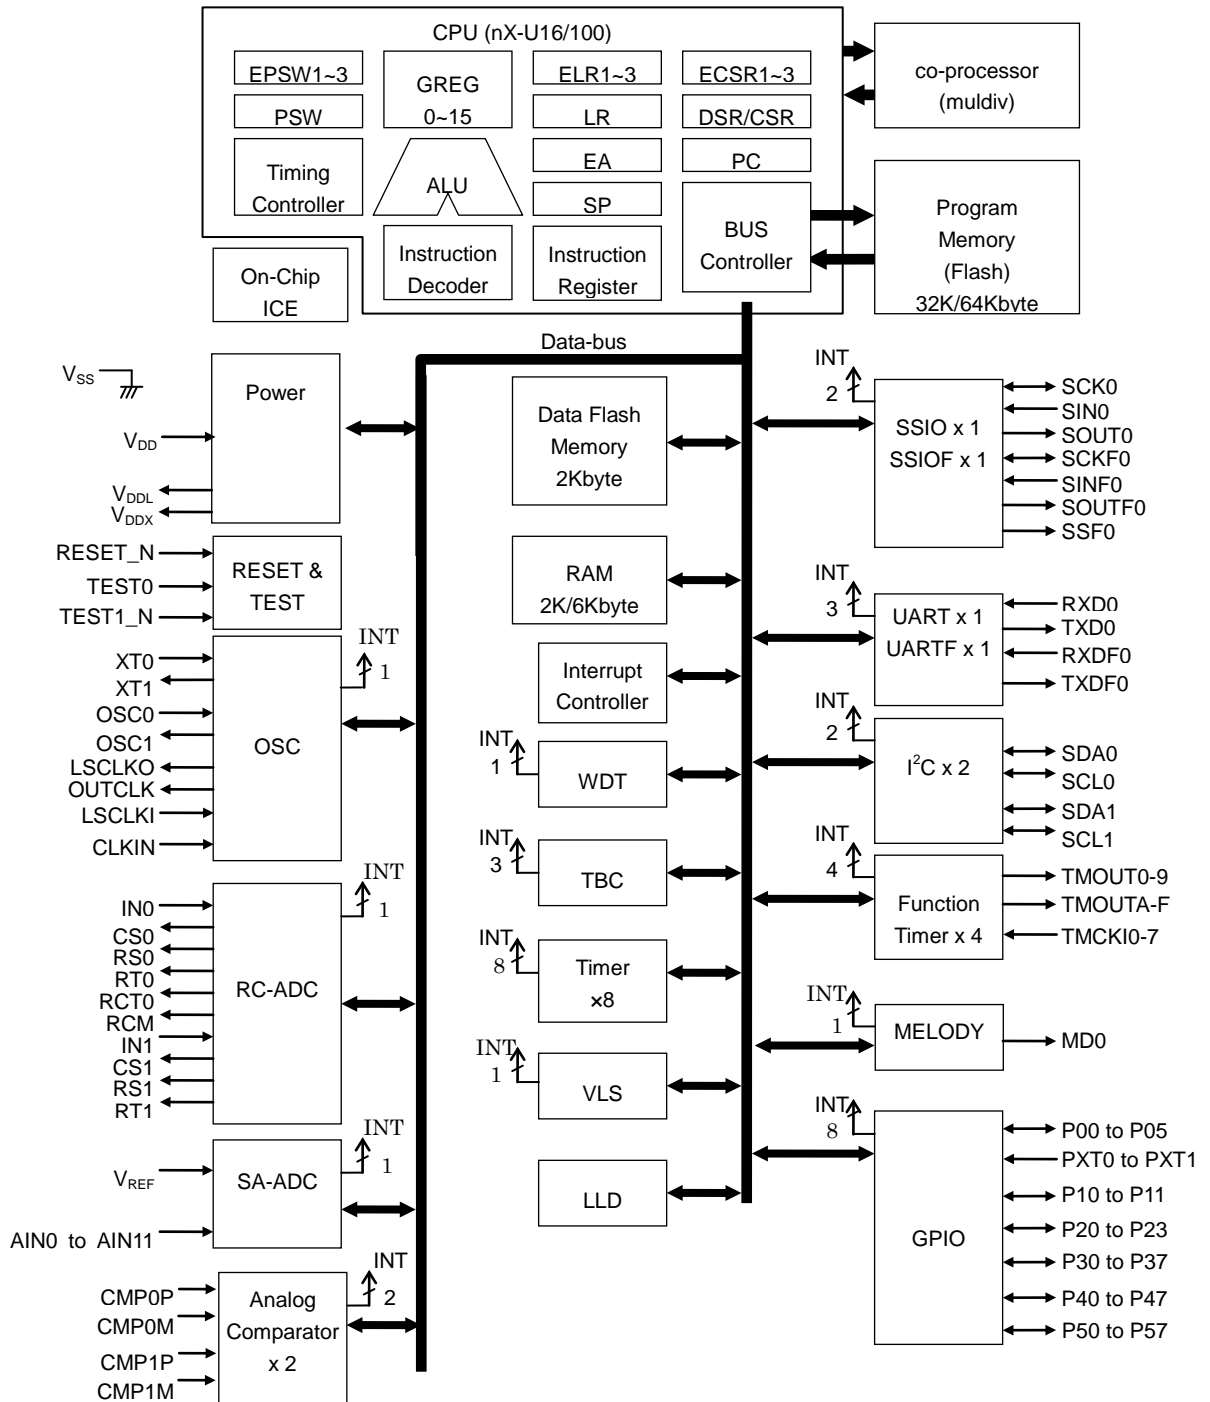 CPU (nX-U16/100)
EPSW1~3
PSW
Timing
Controller
GREG
0~15
ALU
Instruction
Decoder
ELR1~3
LR
EA
SP
Instruction
Register
ECSR1~3
DSR/CSR
PC
BUS
Controller
co-processor
(muldiv)
Program
Memory
(Flash)
32K/64Kbyte
On-Chip
ICE
Data-bus
VSS
VDD
VDDL
VDDX
Power
RESET_N
TEST0
TEST1_N
RESET &
TEST
XT0
XT1
OSC0
OSC1
LSCLKO
OUTCLK
LSCLKI
CLKIN
OSC
INT
1
IN0
CS0
RS0
RT0
RCT0
RCM
IN1
CS1
RS1
RT1
RC-ADC
INT
1
VREF
AIN0 to AIN11
SA-ADC
INT
1
CMP0P
CMP0M
CMP1P
CMP1M
Analog
Comparator
x 2
INT
2
Data Flash
Memory
2Kbyte
RAM
2K/6Kbyte
Interrupt
Controller
INT
1
WDT
INT
3
TBC
INT
8
Timer
×8
INT
1
VLS
LLD
INT
2
SSIO x 1
SSIOF x 1
SCK0
SIN0
SOUT0
SCKF0
SINF0
SOUTF0
SSF0
INT
3
UART x 1
UARTF x 1
RXD0
TXD0
RXDF0
TXDF0
INT
2
I2C x 2
SDA0
SCL0
SDA1
SCL1
INT
4
Function
Timer x 4
TMOUT0-9
TMOUTA-F
TMCKI0-7
INT
1
MELODY
MD0
INT
8
GPIO
P00 to P05
PXT0 to PXT1
P10 to P11
P20 to P23
P30 to P37
P40 to P47
P50 to P57